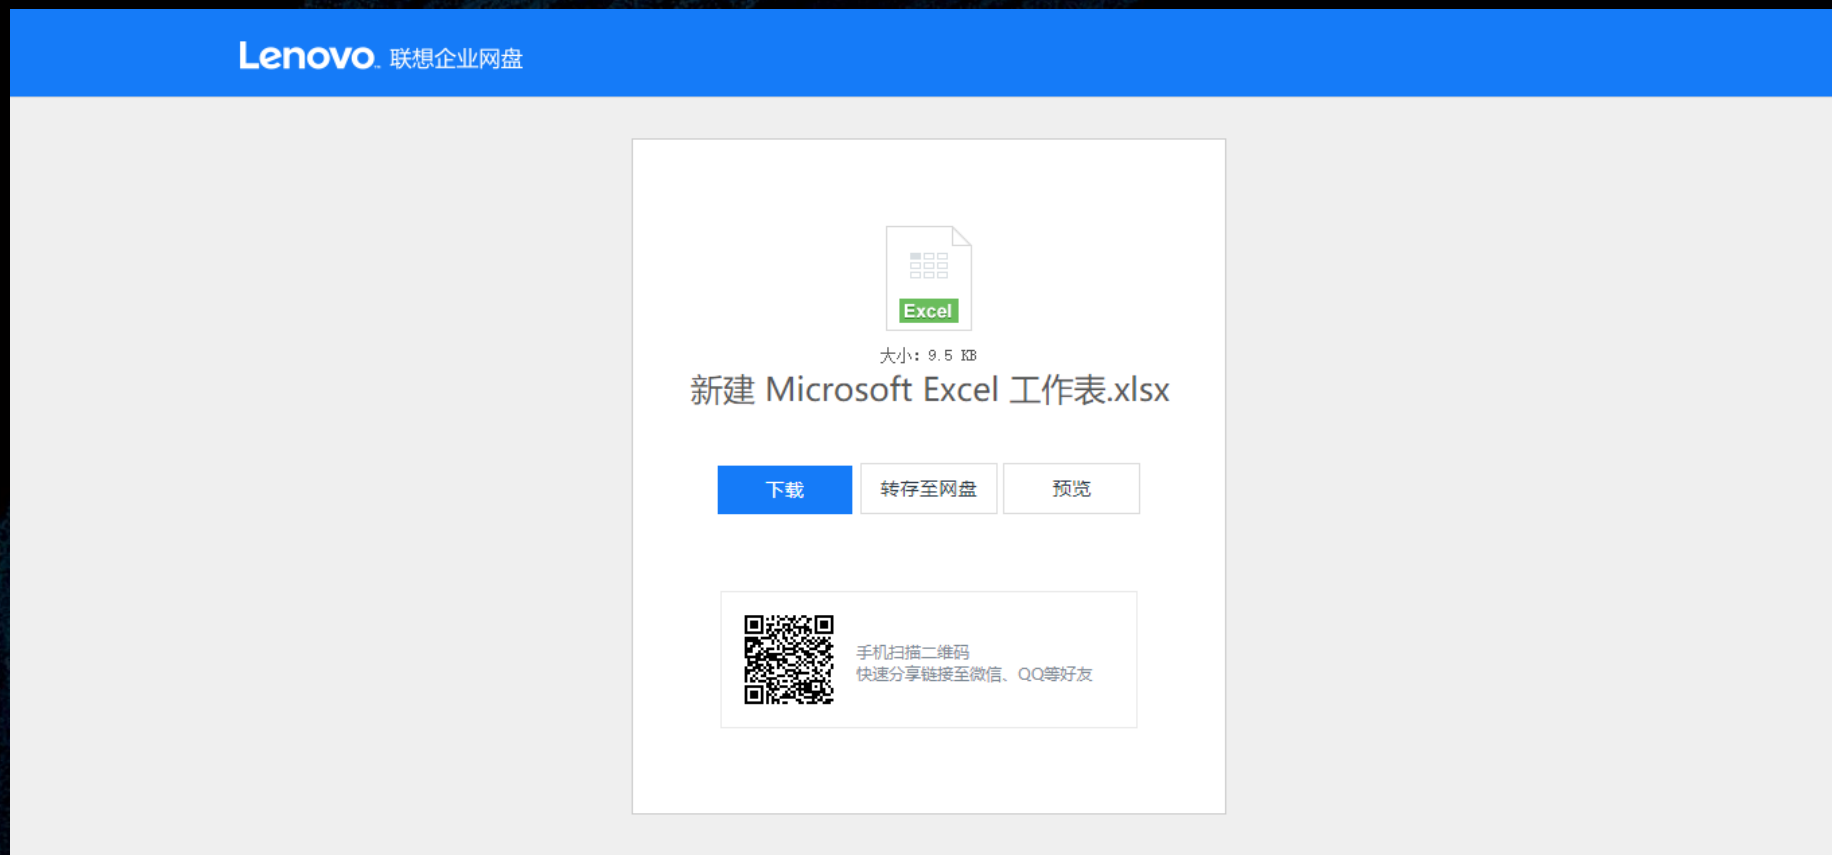 Lenovo™ 联想企业网盘
Excel
大小: 9.5 KB
新建 Microsoft Excel 工作表.xlsx
下载 转存至网盘 预览
手机扫描二维码
快速分享链接至微信、QQ等好友